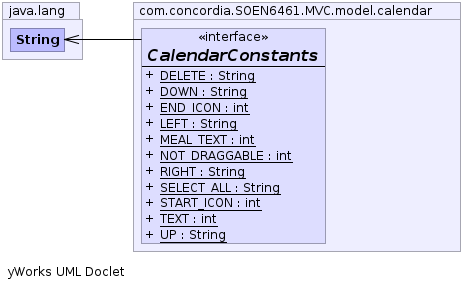 java.lang
String
com.concordia.SOEN6461.MVC.model.calendar
«interface»
CalendarConstants
+ DELETE : String
+ DOWN : String
+ END_ICON : int
+ LEFT : String
+ MEAL_TEXT : int
+ NOT_DRAGGABLE : int
+ RIGHT : String
+ SELECT_ALL : String
+ START_ICON : int
+ TEXT : int
+ UP : String
yWorks UML Doclet